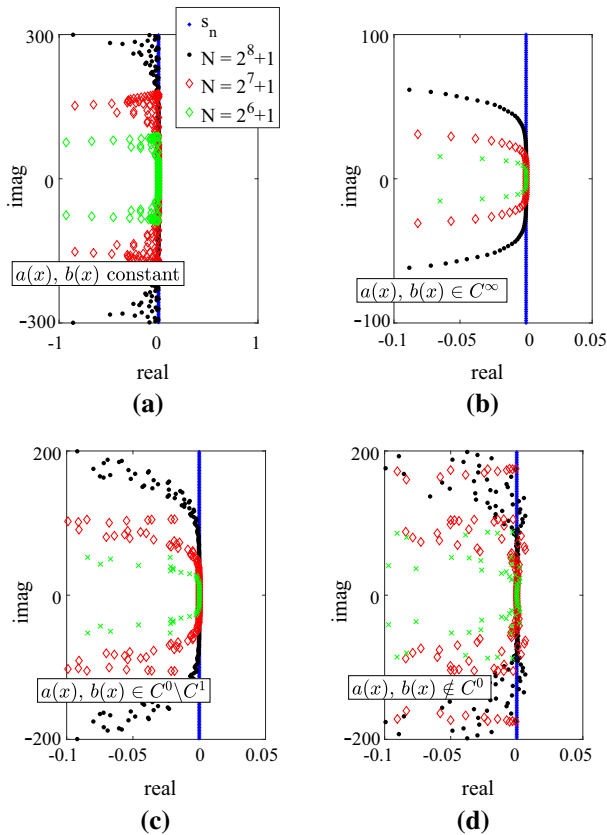 s_n
N = 2^8+1
N = 2^7+1
N = 2^6+1
300
0
-300
imag
a(x), b(x) constant
-1
0
1
real
(a)
100
0
-100
imag
a(x), b(x) ∈ C^∞
-0.1
-0.05
0
0.05
real
(b)
200
0
-200
imag
a(x), b(x) ∈ C^0\C^1
-0.1
-0.05
0
0.05
real
(c)
200
0
-200
imag
a(x), b(x) ∉ C^0
-0.1
-0.05
0
0.05
real
(d)